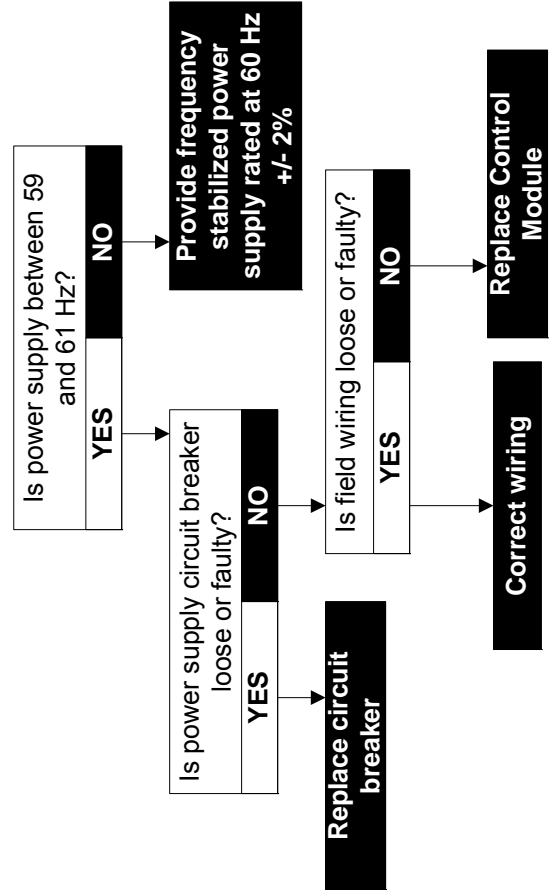 Is power supply between 59
and 61 Hz?
YES
NO
Provide frequency
stabilized power
supply rated at 60 Hz
+/- 2%
Is power supply circuit breaker
loose or faulty?
YES
NO
Replace circuit
breaker
Is field wiring loose or faulty?
YES
NO
Correct wiring
Replace Control
Module